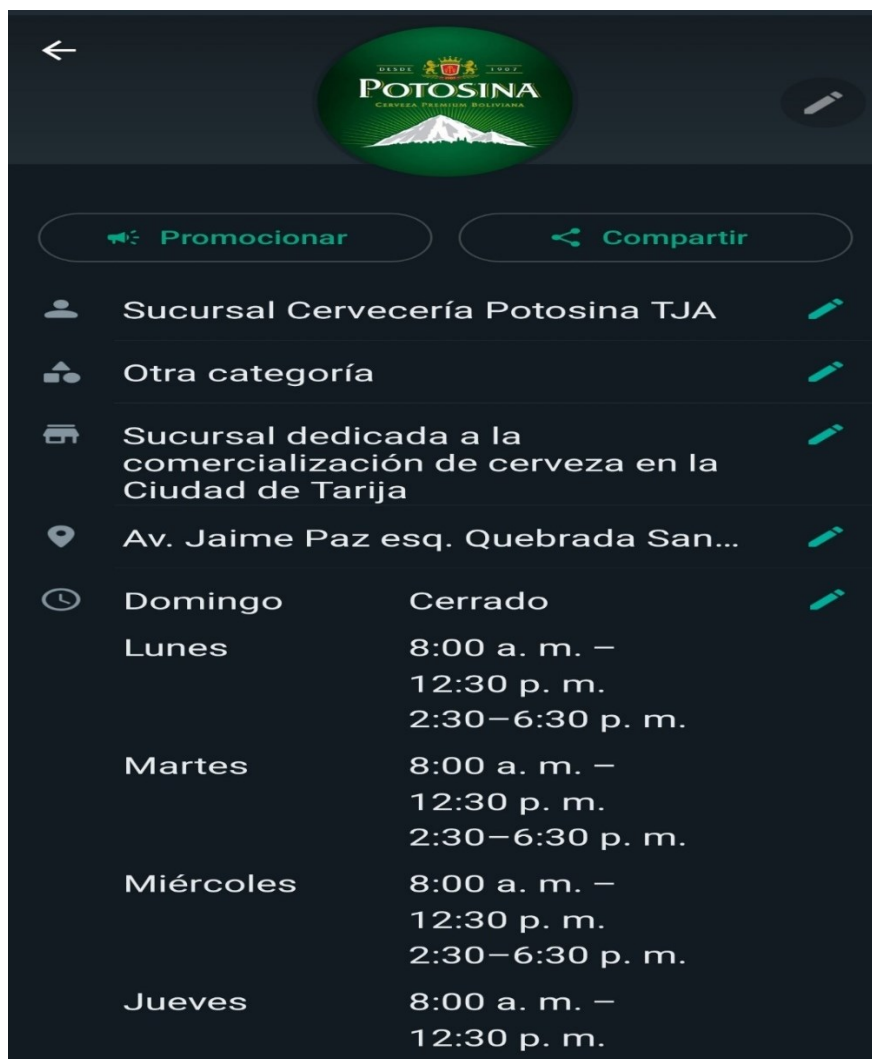 DESDE 1907
POTOSINA
CERVEZA PREMIUM BOLIVIANA
Promocionar
Compartir
Sucursal Cervecería Potosina TJA
Otra categoría
Sucursal dedicada a la
comercialización de cerveza en la
Ciudad de Tarija
Av. Jaime Paz esq. Quebrada San...
Domingo Cerrado
Lunes 8:00 a. m. –
12:30 p. m.
2:30–6:30 p. m.
Martes 8:00 a. m. –
12:30 p. m.
2:30–6:30 p. m.
Miércoles 8:00 a. m. –
12:30 p. m.
2:30–6:30 p. m.
Jueves 8:00 a. m. –
12:30 p. m.